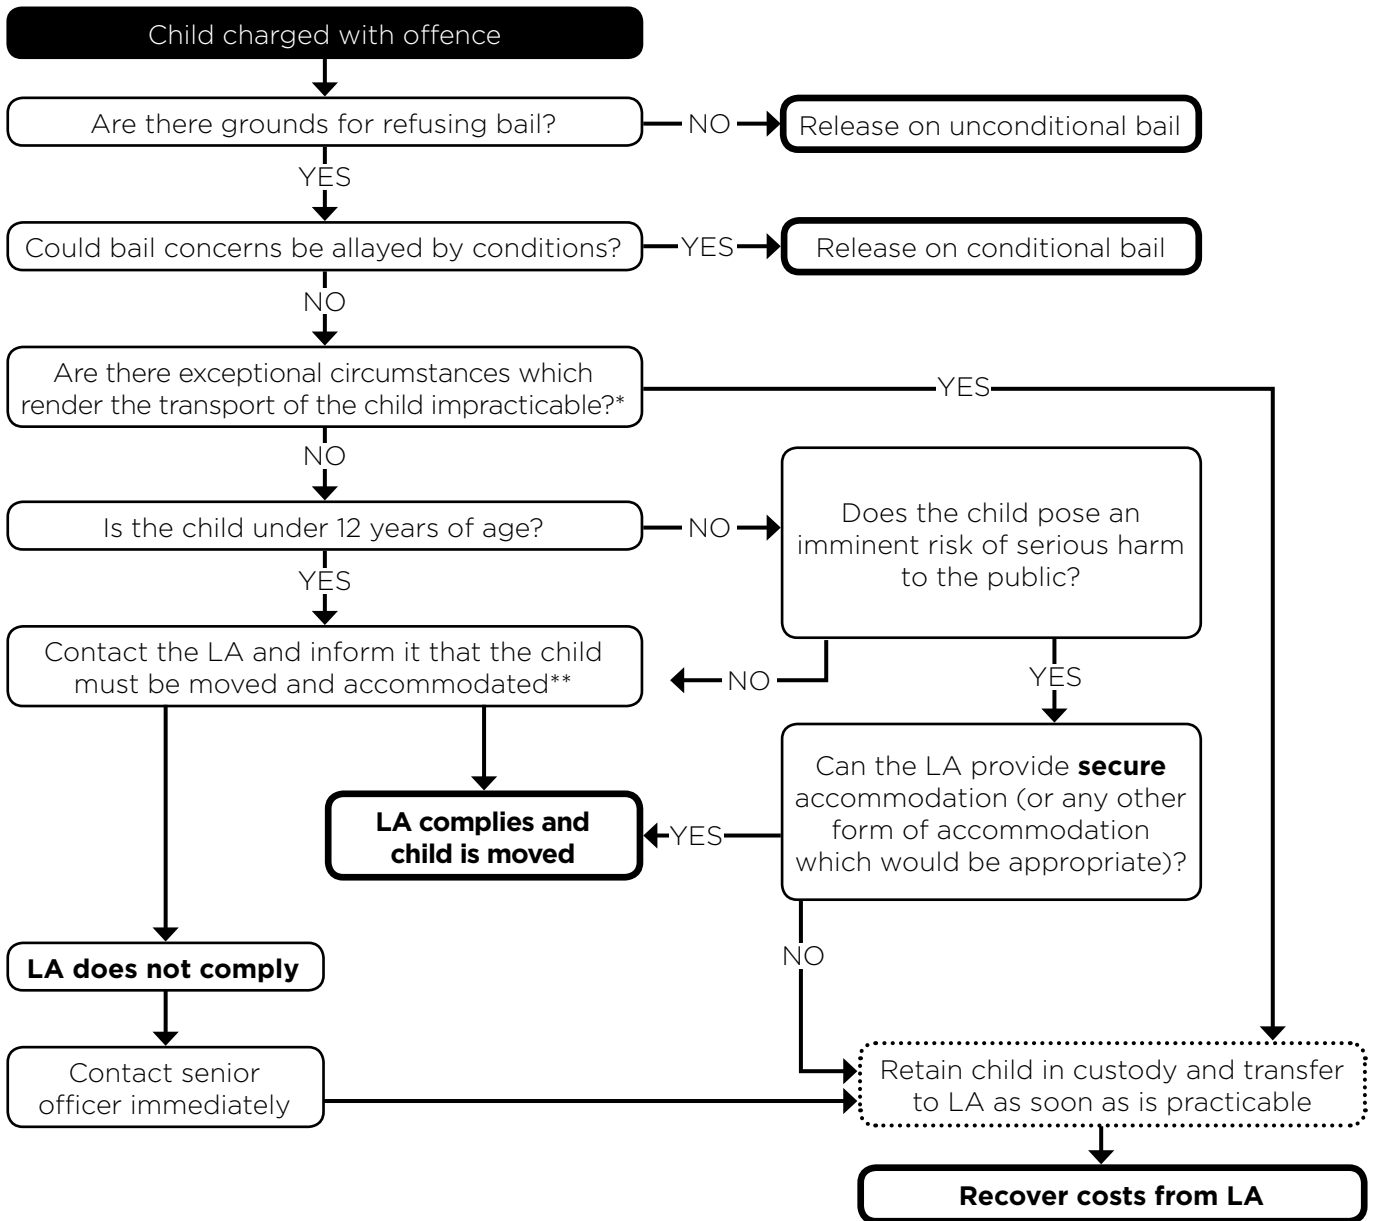 Child charged with offence
Are there grounds for refusing bail?
NO
Release on unconditional bail
YES
Could bail concerns be allayed by conditions?
YES
Release on conditional bail
NO
Are there exceptional circumstances which
render the transport of the child impracticable?*
YES
NO
Is the child under 12 years of age?
NO
Does the child pose an
imminent risk of serious harm
to the public?
YES
Contact the LA and inform it that the child
must be moved and accommodated**
NO
YES
Can the LA provide secure
accommodation (or any other
form of accommodation
which would be appropriate)?
YES
LA complies and
child is moved
NO
LA does not comply
Contact senior
officer immediately
Retain child in custody and transfer
to LA as soon as is practicable
Recover costs from LA